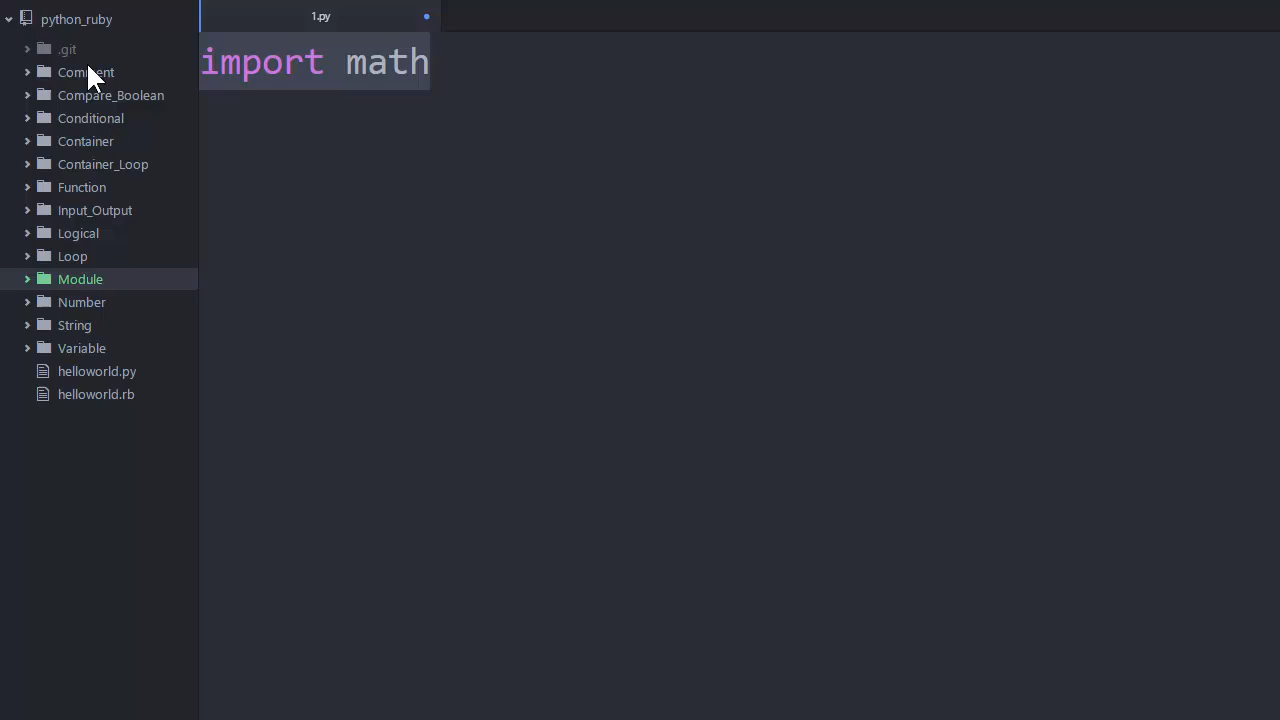 python_ruby
.git
Comment
Compare_Boolean
Conditional
Container
Container_Loop
Function
Input_Output
Logical
Loop
Module
Number
String
Variable
helloworld.py
helloworld.rb
1.py
import math